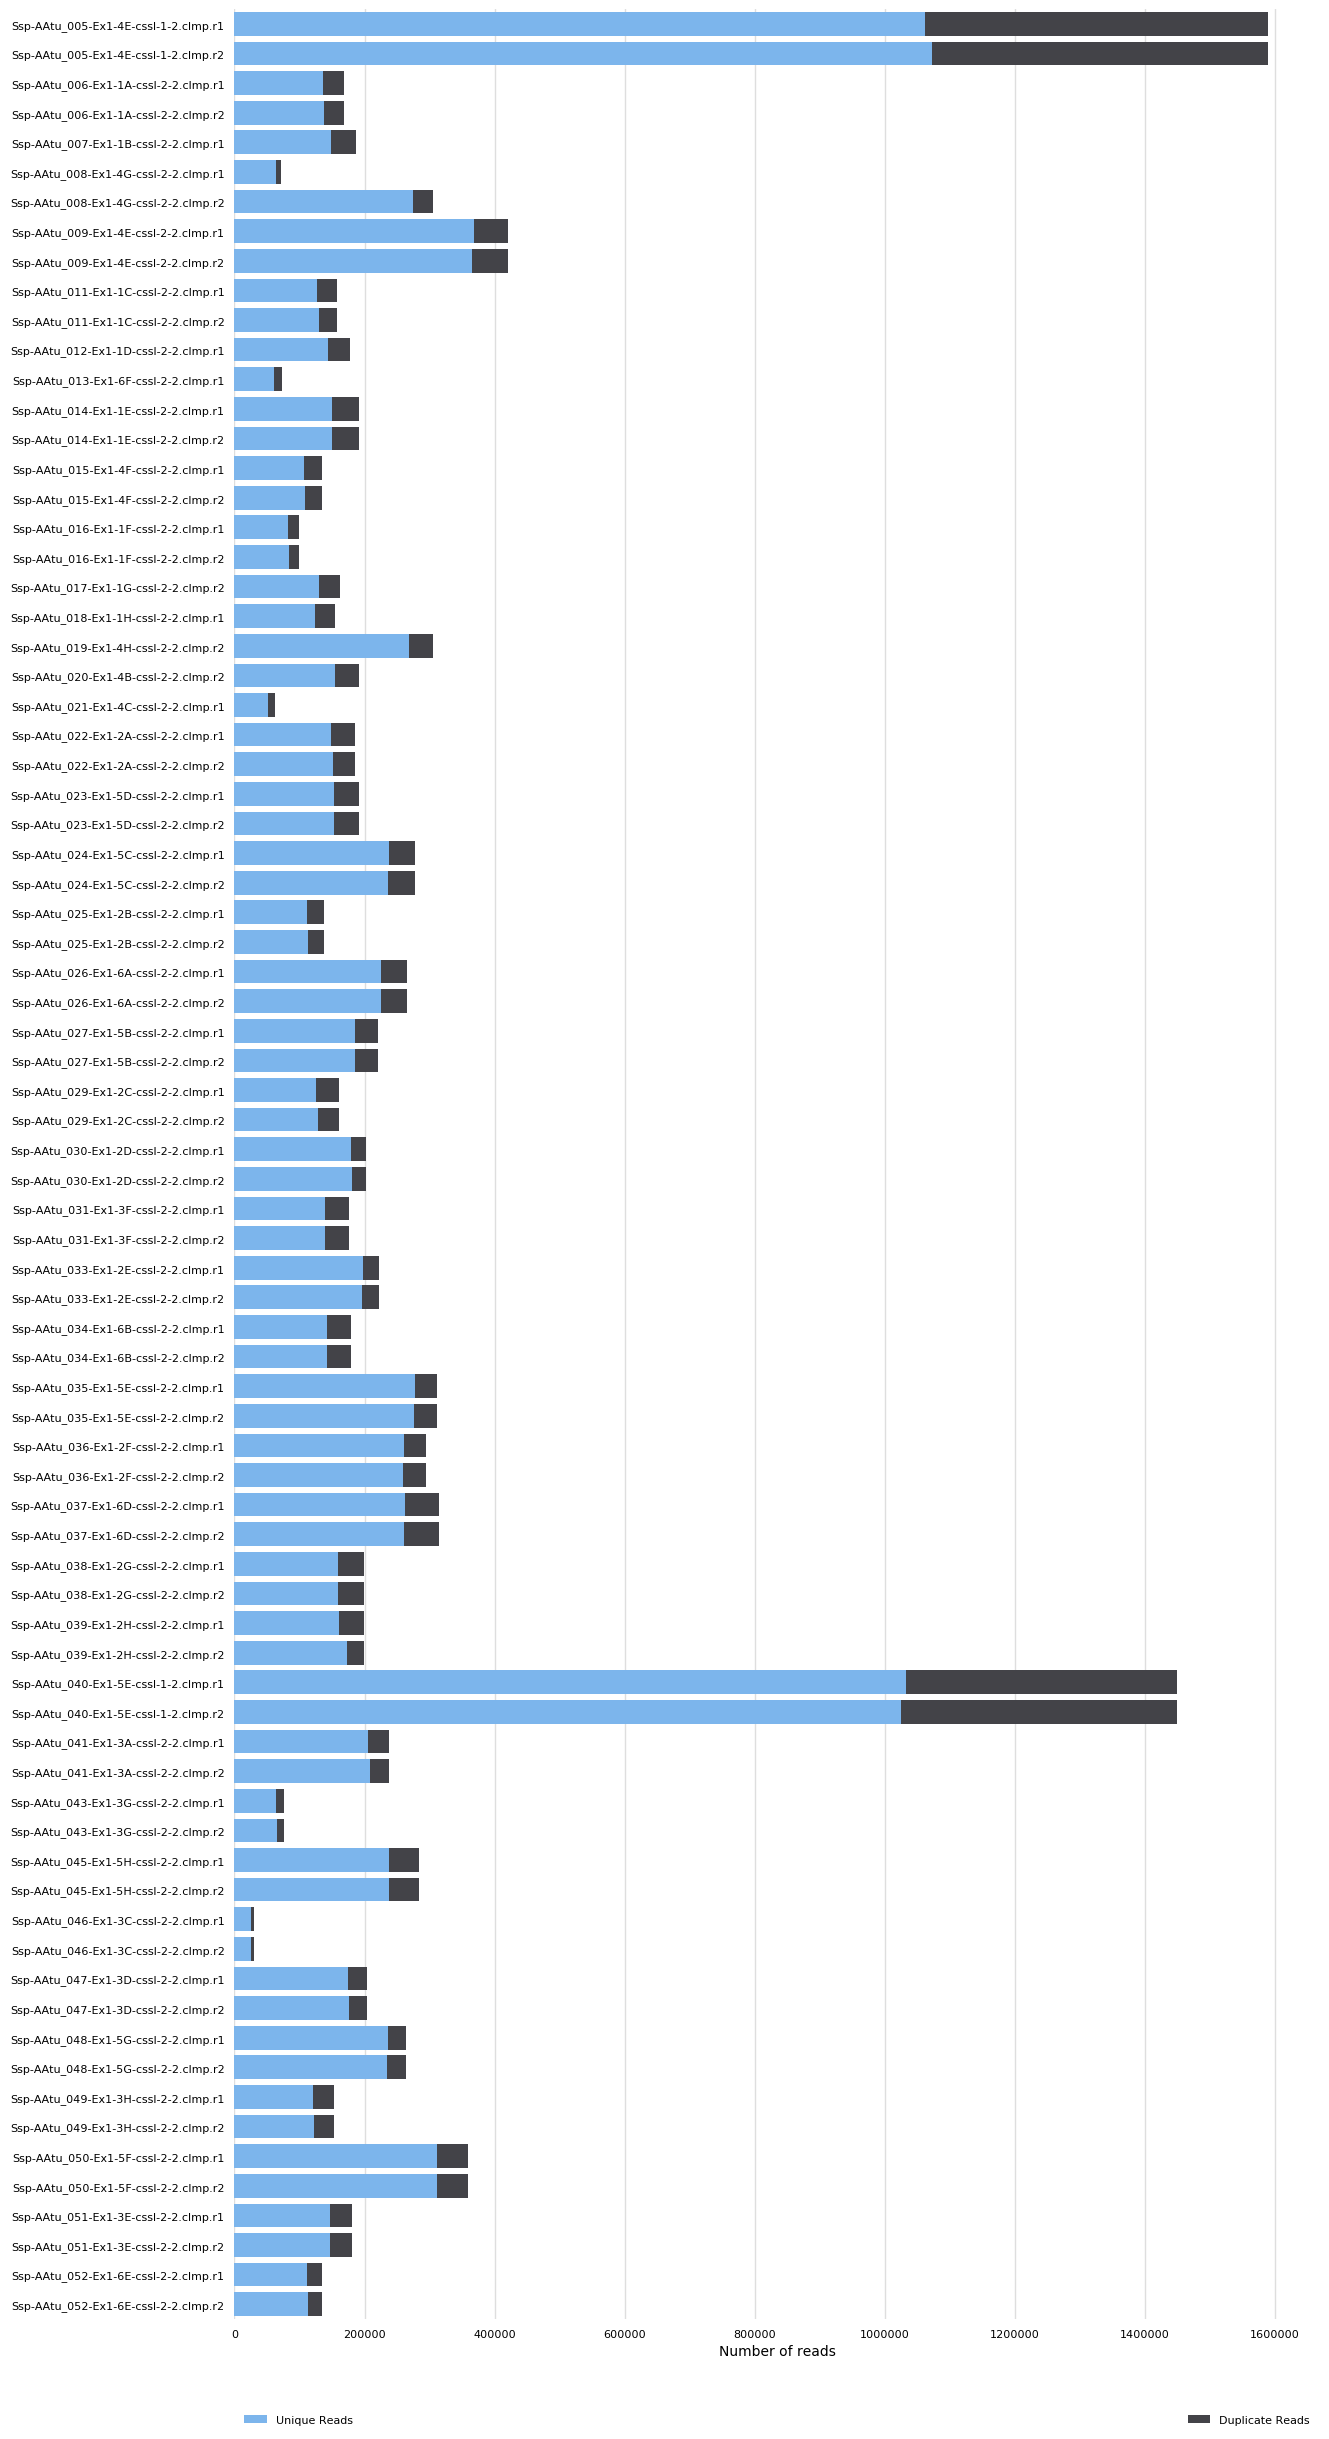 Ssp-AAtu_005-Ex1-4E-cssl-1-2.clmp.r1
Ssp-AAtu_005-Ex1-4E-cssl-1-2.clmp.r2
Ssp-AAtu_006-Ex1-1A-cssl-2-2.clmp.r1
Ssp-AAtu_006-Ex1-1A-cssl-2-2.clmp.r2
Ssp-AAtu_007-Ex1-1B-cssl-2-2.clmp.r1
Ssp-AAtu_008-Ex1-4G-cssl-2-2.clmp.r1
Ssp-AAtu_008-Ex1-4G-cssl-2-2.clmp.r2
Ssp-AAtu_009-Ex1-4E-cssl-2-2.clmp.r1
Ssp-AAtu_009-Ex1-4E-cssl-2-2.clmp.r2
Ssp-AAtu_011-Ex1-1C-cssl-2-2.clmp.r1
Ssp-AAtu_011-Ex1-1C-cssl-2-2.clmp.r2
Ssp-AAtu_012-Ex1-1D-cssl-2-2.clmp.r1
Ssp-AAtu_013-Ex1-6F-cssl-2-2.clmp.r1
Ssp-AAtu_014-Ex1-1E-cssl-2-2.clmp.r1
Ssp-AAtu_014-Ex1-1E-cssl-2-2.clmp.r2
Ssp-AAtu_015-Ex1-4F-cssl-2-2.clmp.r1
Ssp-AAtu_015-Ex1-4F-cssl-2-2.clmp.r2
Ssp-AAtu_016-Ex1-1F-cssl-2-2.clmp.r1
Ssp-AAtu_016-Ex1-1F-cssl-2-2.clmp.r2
Ssp-AAtu_017-Ex1-1G-cssl-2-2.clmp.r2
Ssp-AAtu_018-Ex1-1H-cssl-2-2.clmp.r1
Ssp-AAtu_019-Ex1-4H-cssl-2-2.clmp.r2
Ssp-AAtu_020-Ex1-4B-cssl-2-2.clmp.r2
Ssp-AAtu_021-Ex1-4C-cssl-2-2.clmp.r1
Ssp-AAtu_022-Ex1-2A-cssl-2-2.clmp.r1
Ssp-AAtu_022-Ex1-2A-cssl-2-2.clmp.r2
Ssp-AAtu_023-Ex1-5D-cssl-2-2.clmp.r1
Ssp-AAtu_023-Ex1-5D-cssl-2-2.clmp.r2
Ssp-AAtu_024-Ex1-5C-cssl-2-2.clmp.r1
Ssp-AAtu_024-Ex1-5C-cssl-2-2.clmp.r2
Ssp-AAtu_025-Ex1-2B-cssl-2-2.clmp.r1
Ssp-AAtu_025-Ex1-2B-cssl-2-2.clmp.r2
Ssp-AAtu_026-Ex1-6A-cssl-2-2.clmp.r1
Ssp-AAtu_026-Ex1-6A-cssl-2-2.clmp.r2
Ssp-AAtu_027-Ex1-5B-cssl-2-2.clmp.r1
Ssp-AAtu_027-Ex1-5B-cssl-2-2.clmp.r2
Ssp-AAtu_029-Ex1-2C-cssl-2-2.clmp.r1
Ssp-AAtu_029-Ex1-2C-cssl-2-2.clmp.r2
Ssp-AAtu_030-Ex1-2D-cssl-2-2.clmp.r1
Ssp-AAtu_030-Ex1-2D-cssl-2-2.clmp.r2
Ssp-AAtu_031-Ex1-3F-cssl-2-2.clmp.r1
Ssp-AAtu_031-Ex1-3F-cssl-2-2.clmp.r2
Ssp-AAtu_033-Ex1-2E-cssl-2-2.clmp.r1
Ssp-AAtu_033-Ex1-2E-cssl-2-2.clmp.r2
Ssp-AAtu_034-Ex1-6B-cssl-2-2.clmp.r1
Ssp-AAtu_034-Ex1-6B-cssl-2-2.clmp.r2
Ssp-AAtu_035-Ex1-5E-cssl-2-2.clmp.r1
Ssp-AAtu_035-Ex1-5E-cssl-2-2.clmp.r2
Ssp-AAtu_036-Ex1-2F-cssl-2-2.clmp.r1
Ssp-AAtu_036-Ex1-2F-cssl-2-2.clmp.r2
Ssp-AAtu_037-Ex1-6D-cssl-2-2.clmp.r1
Ssp-AAtu_037-Ex1-6D-cssl-2-2.clmp.r2
Ssp-AAtu_038-Ex1-2G-cssl-2-2.clmp.r1
Ssp-AAtu_038-Ex1-2G-cssl-2-2.clmp.r2
Ssp-AAtu_039-Ex1-2H-cssl-2-2.clmp.r1
Ssp-AAtu_039-Ex1-2H-cssl-2-2.clmp.r2
Ssp-AAtu_040-Ex1-5E-cssl-1-2.clmp.r1
Ssp-AAtu_040-Ex1-5E-cssl-1-2.clmp.r2
Ssp-AAtu_041-Ex1-3A-cssl-2-2.clmp.r1
Ssp-AAtu_041-Ex1-3A-cssl-2-2.clmp.r2
Ssp-AAtu_043-Ex1-3G-cssl-2-2.clmp.r1
Ssp-AAtu_043-Ex1-3G-cssl-2-2.clmp.r2
Ssp-AAtu_045-Ex1-5H-cssl-2-2.clmp.r1
Ssp-AAtu_045-Ex1-5H-cssl-2-2.clmp.r2
Ssp-AAtu_046-Ex1-3C-cssl-2-2.clmp.r1
Ssp-AAtu_046-Ex1-3C-cssl-2-2.clmp.r2
Ssp-AAtu_047-Ex1-3D-cssl-2-2.clmp.r1
Ssp-AAtu_047-Ex1-3D-cssl-2-2.clmp.r2
Ssp-AAtu_048-Ex1-5G-cssl-2-2.clmp.r1
Ssp-AAtu_048-Ex1-5G-cssl-2-2.clmp.r2
Ssp-AAtu_049-Ex1-3H-cssl-2-2.clmp.r1
Ssp-AAtu_049-Ex1-3H-cssl-2-2.clmp.r2
Ssp-AAtu_050-Ex1-5F-cssl-2-2.clmp.r1
Ssp-AAtu_050-Ex1-5F-cssl-2-2.clmp.r2
Ssp-AAtu_051-Ex1-3E-cssl-2-2.clmp.r1
Ssp-AAtu_051-Ex1-3E-cssl-2-2.clmp.r2
Ssp-AAtu_052-Ex1-6E-cssl-2-2.clmp.r1
Ssp-AAtu_052-Ex1-6E-cssl-2-2.clmp.r2
0 200000 400000 600000 800000 1000000 1200000 1400000 1600000
Number of reads
Unique Reads Duplicate Reads